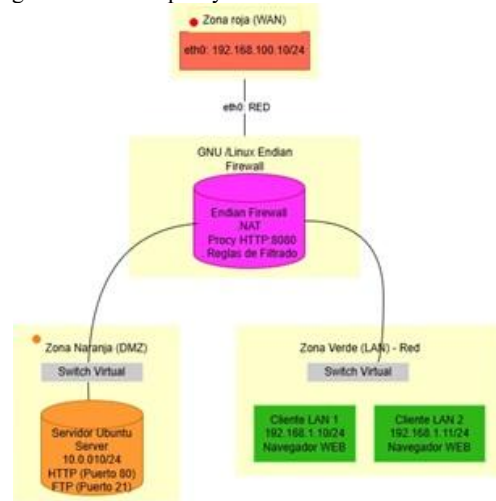 Zona roja (WAN)
eth0: 192.168.100.10/24
eth0: RED
GNU /Linux Endian
Firewall
Endian Firewall
NAT
Procy HTTP:8080
Reglas de Filtrado
Zona Naranja (DMZ)
Switch Virtual
Servidor Ubuntu
Server
10.0.010/24
HTTP (Puerto 80)
FTP (Puerto 21)
Zona Verde (LAN) - Red
Switch Virtual
Cliente LAN 1
192.168.1.10/24
Navegador WEB
Cliente LAN 2
192.168.1.11/24
Navegador WEB